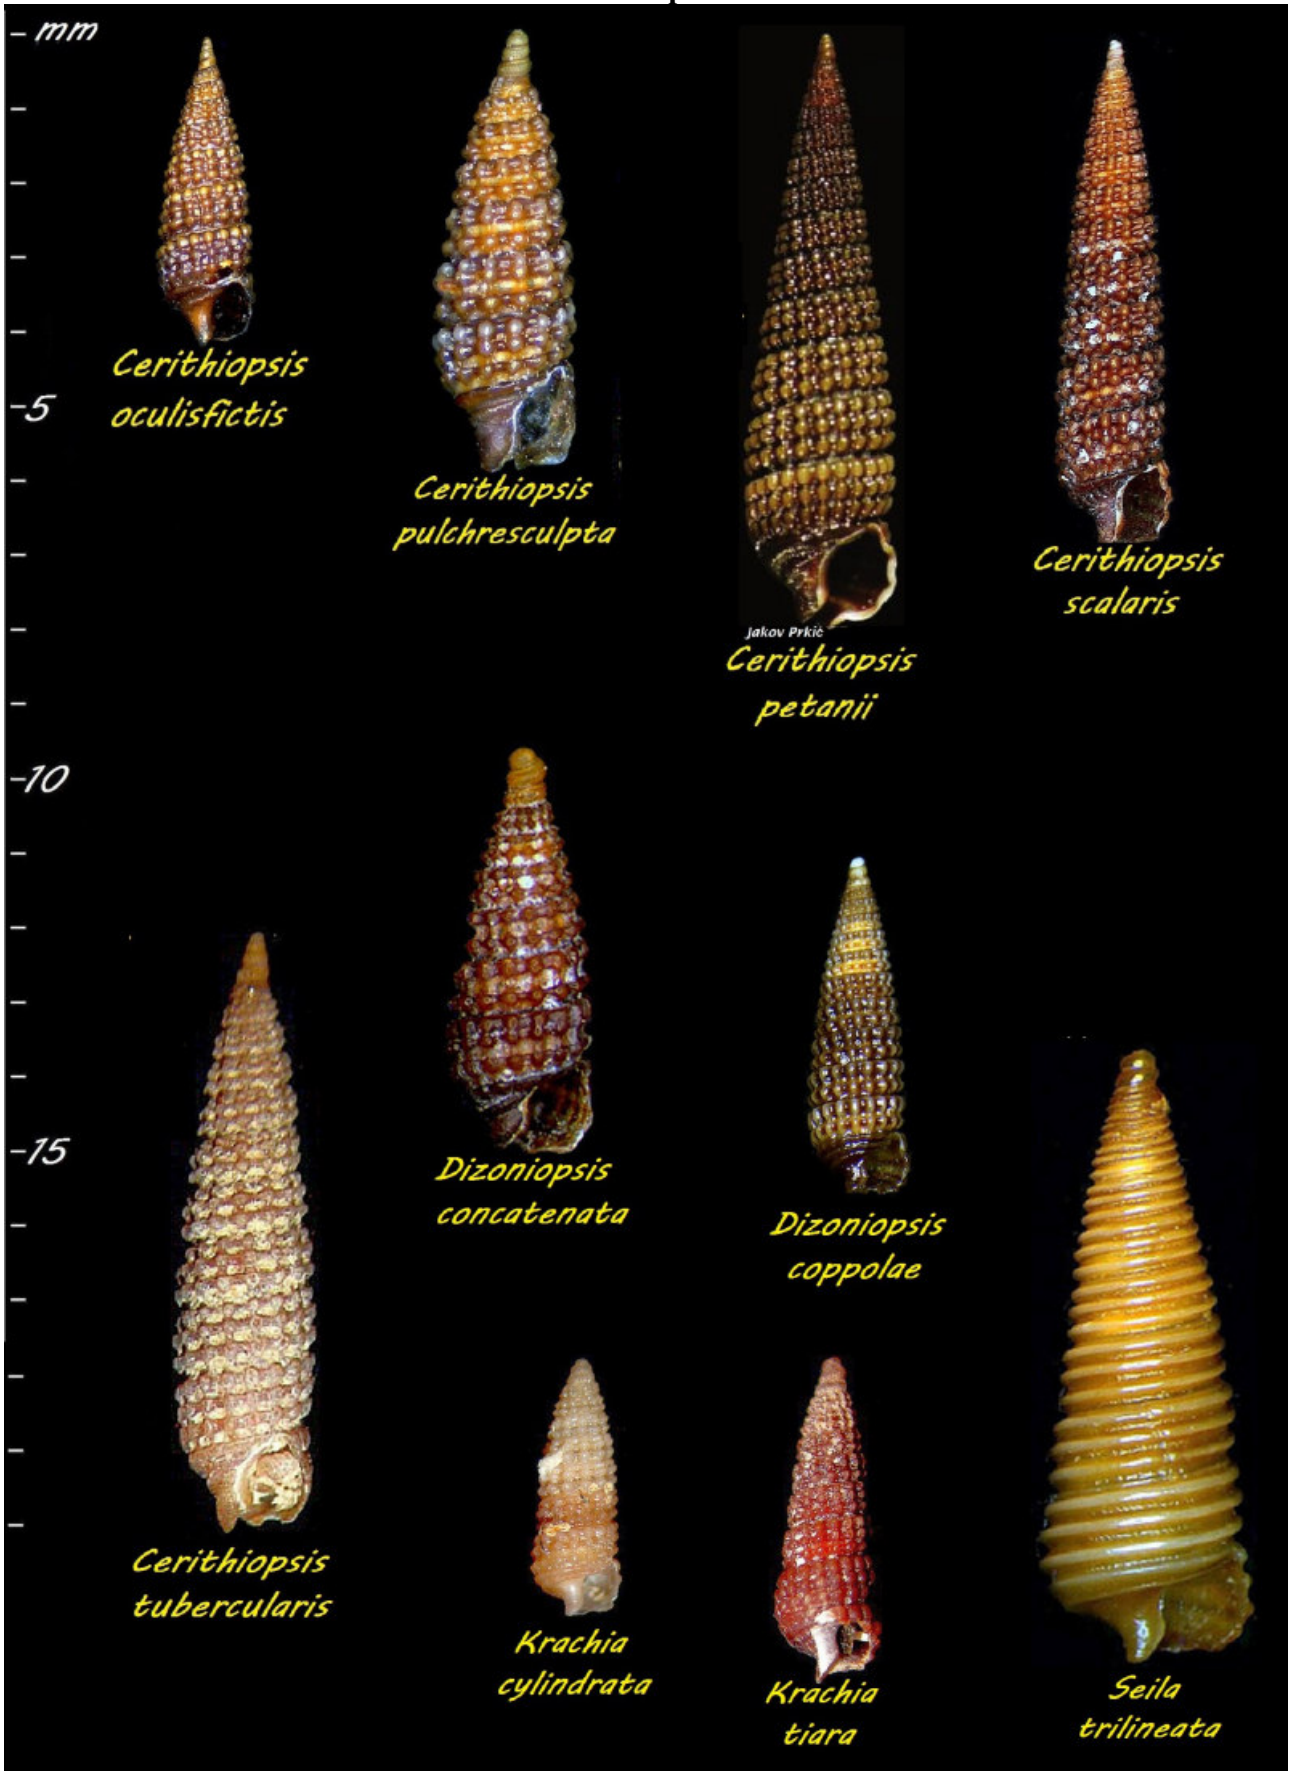 mm
Cerithiopsis
oculisfictis
5
Cerithiopsis
pulchresculpta
Jakov Prkić
Cerithiopsis
petanii
Cerithiopsis
scalaris
10
15
Dizoniopsis
concatenata
Dizoniopsis
coppolae
Cerithiopsis
tubercularis
Krachia
cylindrata
Krachia
tiara
Seila
trilineata